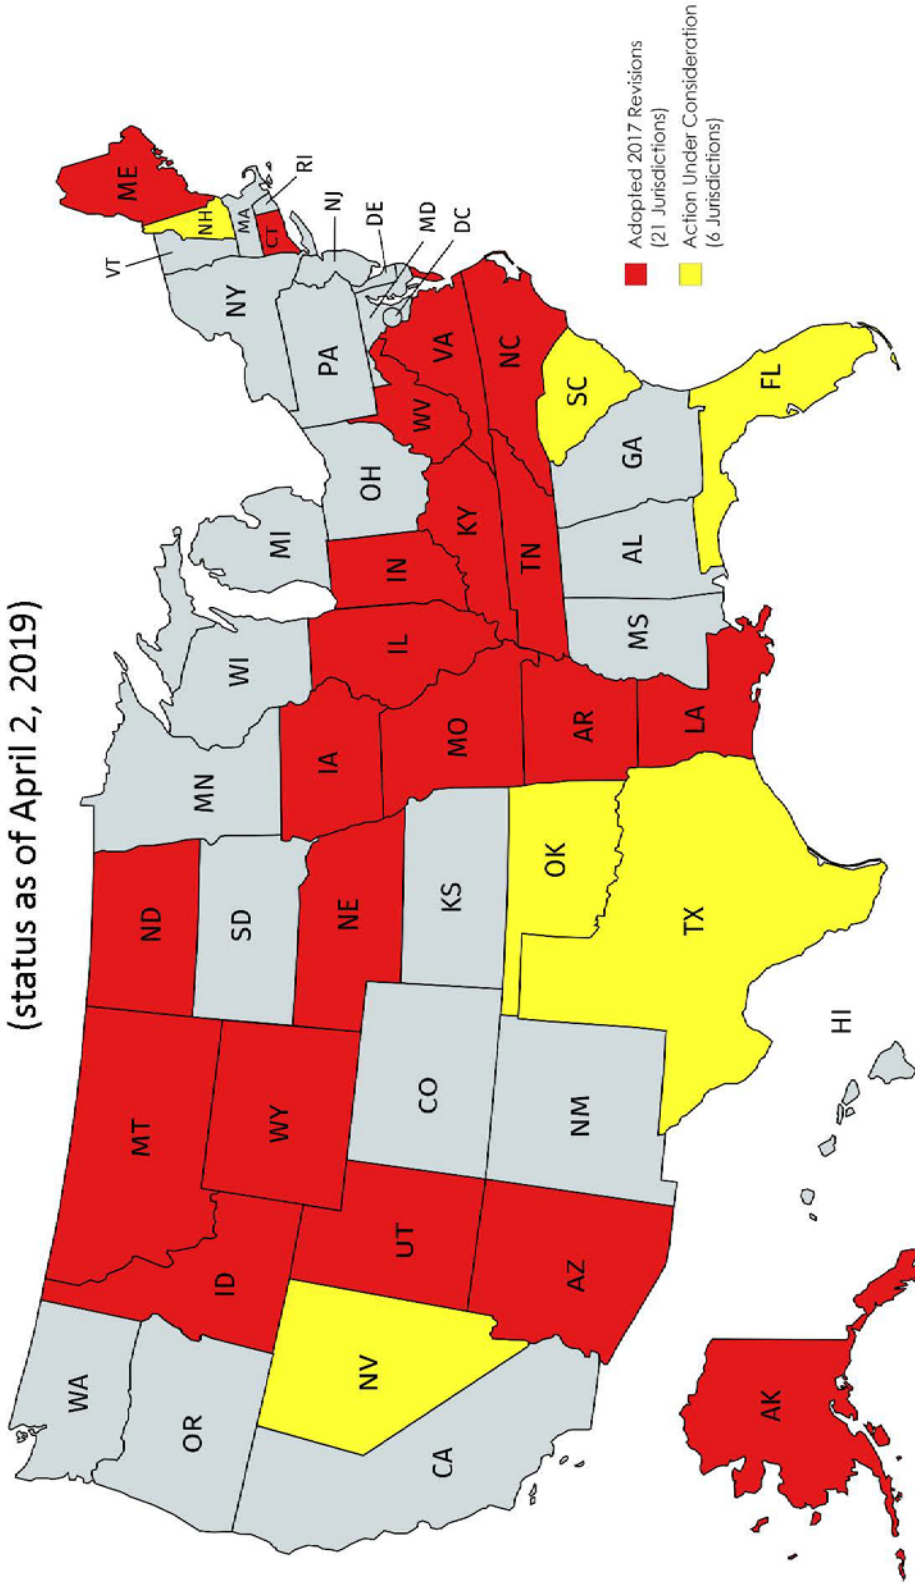 (status as of April 2, 2019)
WA
OR
CA
NV
ID
MT
WY
UT
AZ
CO
NM
ND
SD
NE
KS
OK
TX
MN
IA
MO
AR
LA
WI
IL
MI
IN
OH
KY
TN
MS
AL
GA
FL
SC
NC
VA
WV
PA
NY
VT
NH
ME
MA
CT
RI
NJ
DE
MD
DC
AK
HI
Adopted 2017 Revisions
(21 Jurisdictions)
Action Under Consideration
(6 Jurisdictions)